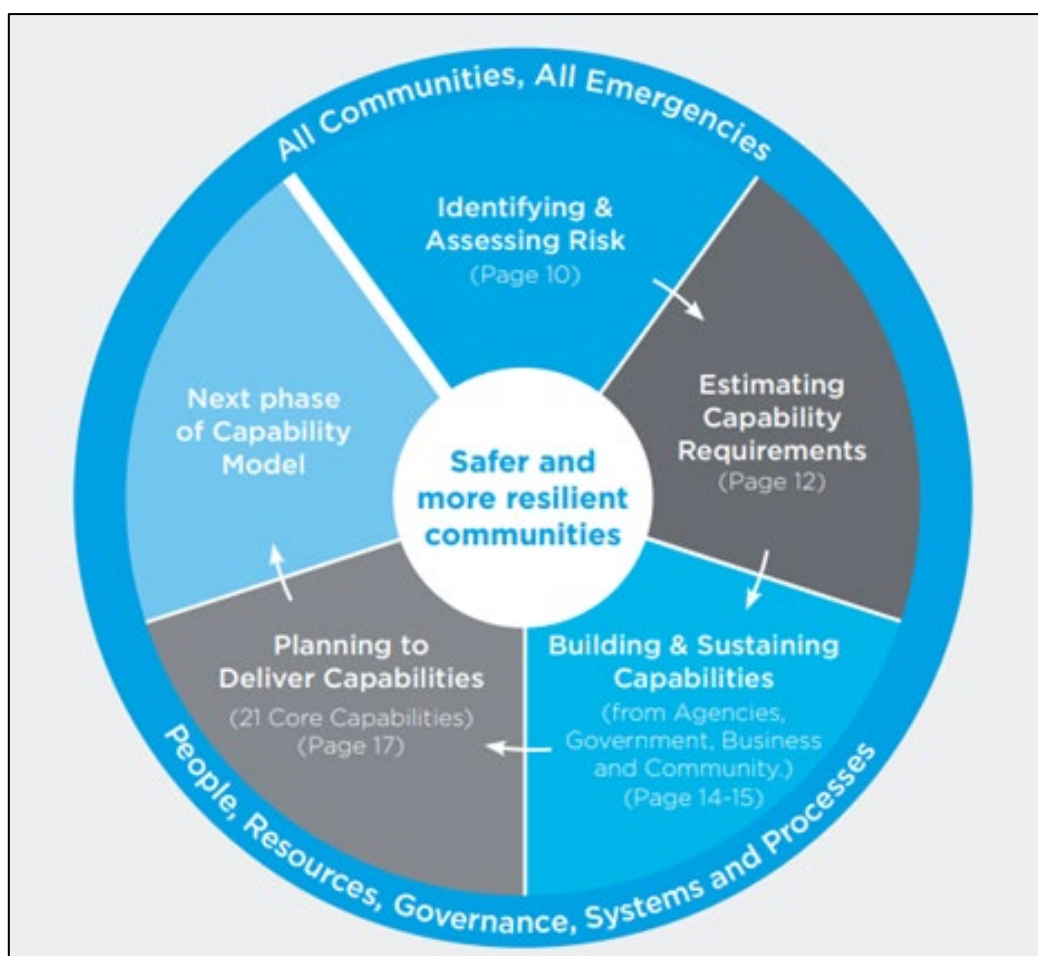 All Communities, All Emergencies
Identifying &
Assessing Risk
(Page 10)
Estimating
Capability
Requirements
(Page 12)
Building & Sustaining
Capabilities
(from Agencies,
Government, Business
and Community.)
(Page 14-15)
Planning to
Deliver Capabilities
(21 Core Capabilities)
(Page 17)
Next phase
of Capability
Model
Safer and
more resilient
communities
People, Resources, Governance, Systems and Processes